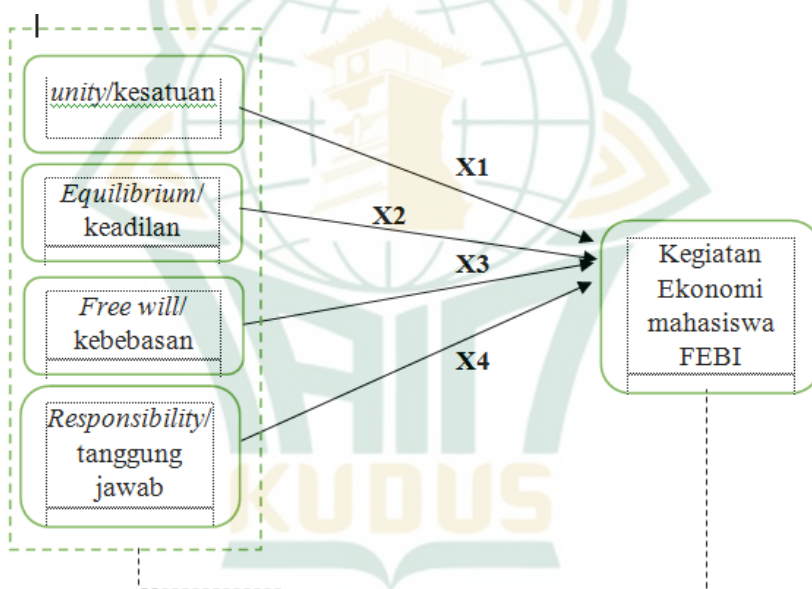 unity/kesatuan
Equilibrium/
keadilan
Free will/
kebebasan
Responsibility/
tanggung
jawab
X1
X2
X3
X4
Kegiatan
Ekonomi
mahasiswa
FEBI
KUDUS